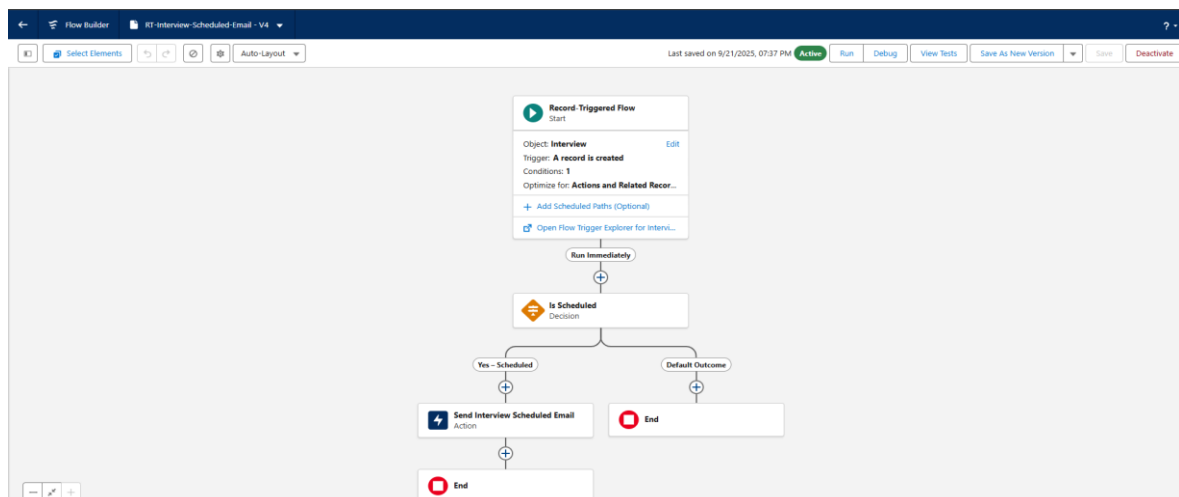 Flow Builder RT-Interview-Scheduled-Email - V4
?
Select Elements Auto-Layout Last saved on 9/21/2025, 07:37 PM Active Run Debug View Tests Save As New Version Save Deactivate
Record-Triggered Flow
Start
Object: Interview Edit
Trigger: A record is created
Conditions: 1
Optimize for: Actions and Related Recor...
+ Add Scheduled Paths (Optional)
Open Flow Trigger Explorer for Intervi...
Run Immediately
Is Scheduled
Decision
Yes – Scheduled Default Outcome
Send Interview Scheduled Email
Action
End
End